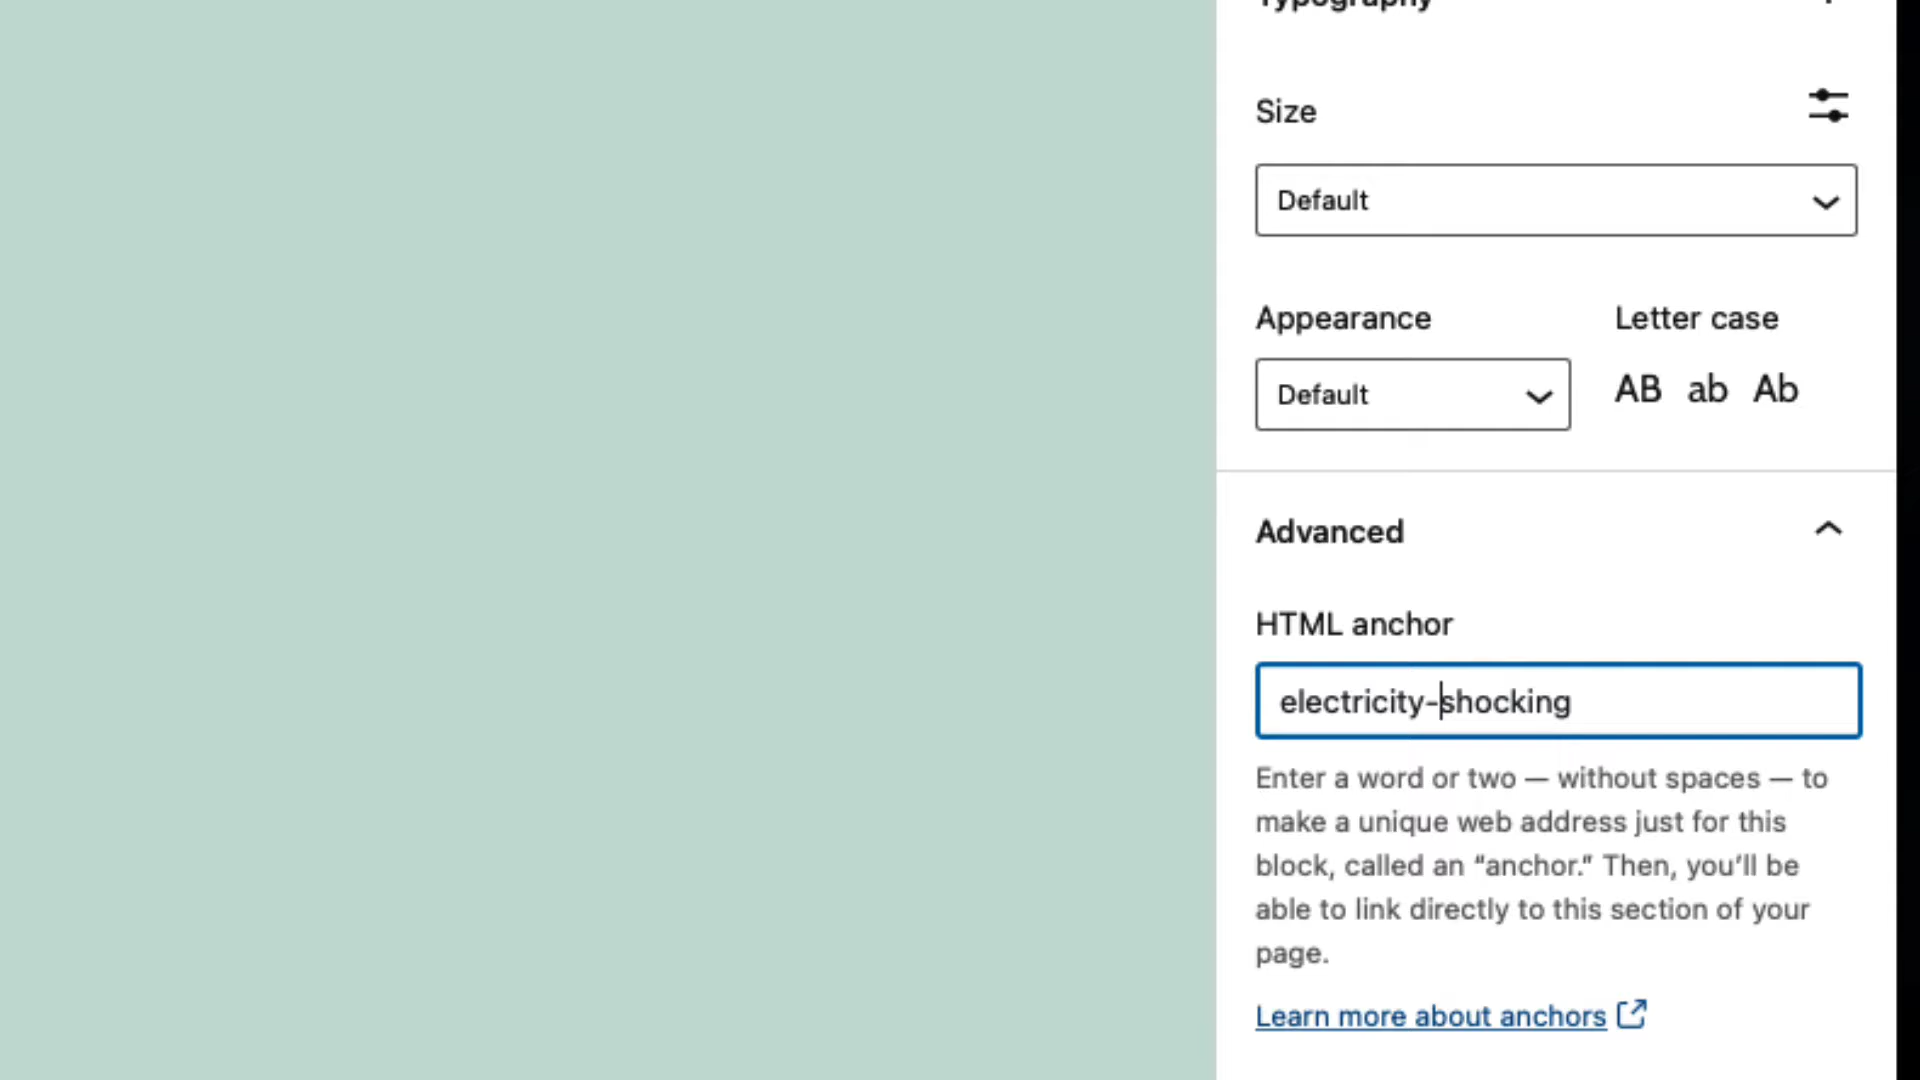 Typography
Size
Default
Appearance Letter case
Default AB ab Ab
Advanced
HTML anchor
electricity-shocking
Enter a word or two — without spaces — to
make a unique web address just for this
block, called an “anchor.” Then, you’ll be
able to link directly to this section of your
page.
Learn more about anchors